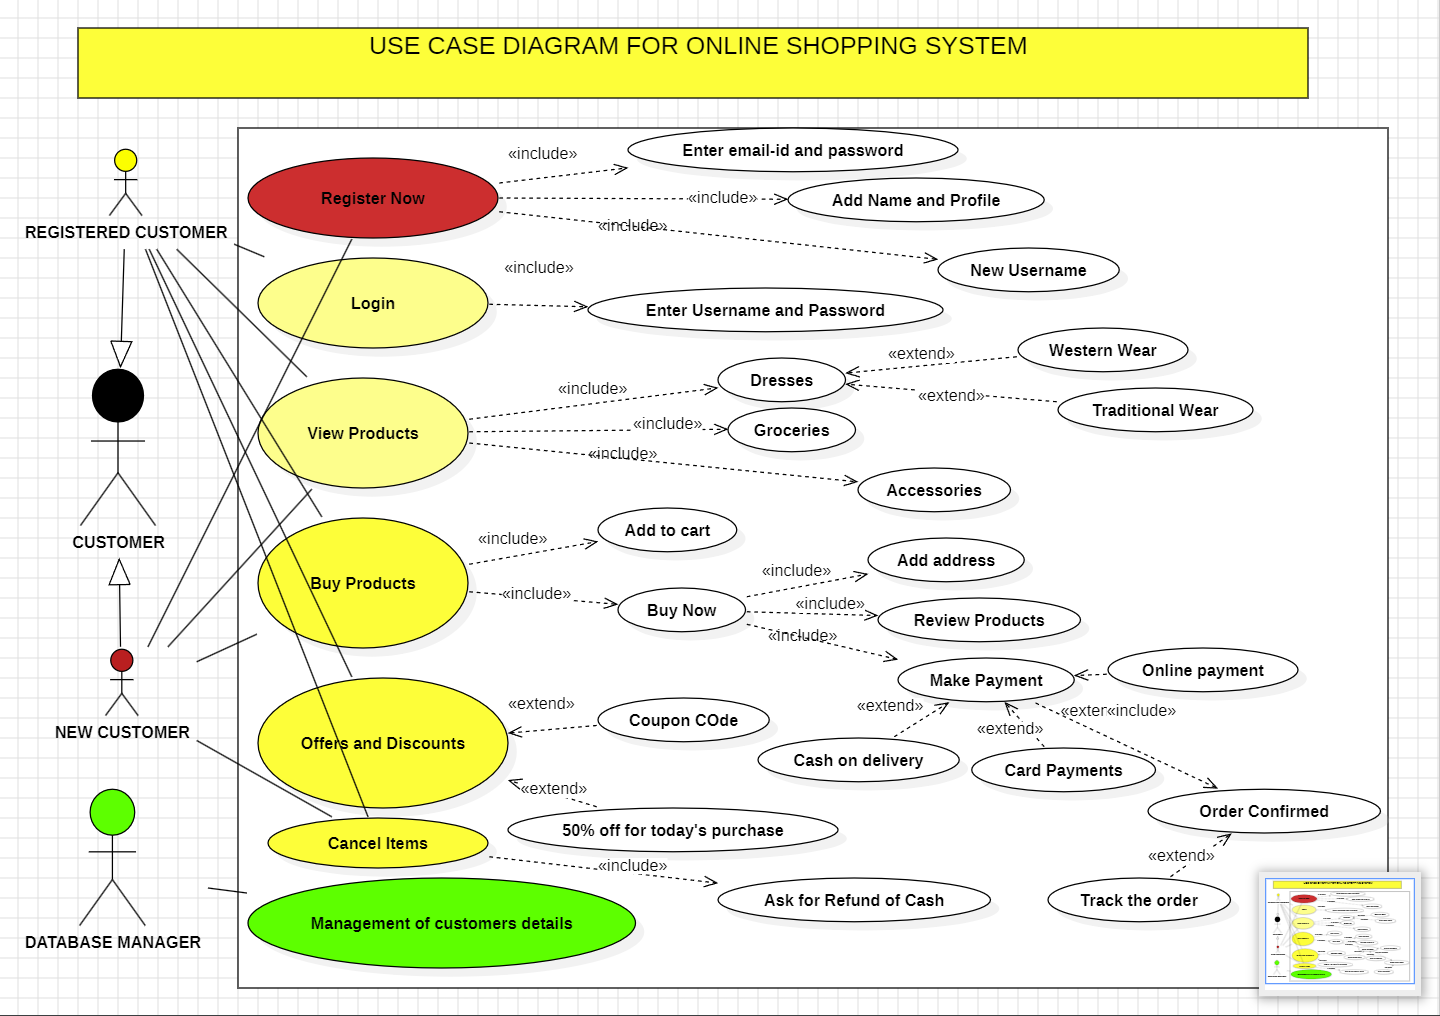 USE CASE DIAGRAM FOR ONLINE SHOPPING SYSTEM
«include»
Enter email-id and password
Register Now
«include»
Add Name and Profile
«include»
REGISTERED CUSTOMER
New Username
«include»
Login
Enter Username and Password
Western Wear
«extend»
Dresses
«include»
«extend»
Traditional Wear
View Products
«include»
Groceries
«include»
Accessories
Add to cart
«include»
CUSTOMER
Add address
«include»
Buy Products
«include»
Buy Now
«include»
Review Products
«include»
Make Payment
Online payment
«extend»
«extend»
«exter«include»
Coupon COde
«extend»
NEW CUSTOMER
Offers and Discounts
Cash on delivery
Card Payments
«extend»
Order Confirmed
50% off for today's purchase
Cancel Items
«extend»
«include»
Ask for Refund of Cash
Track the order
Management of customers details
DATABASE MANAGER